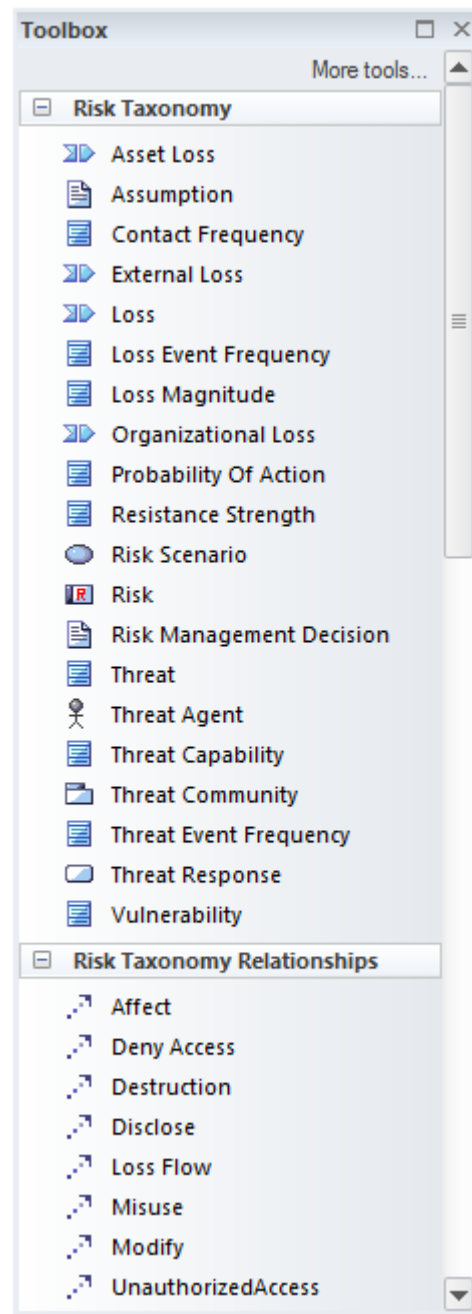 Toolbox
More tools...
Risk Taxonomy
Asset Loss
Assumption
Contact Frequency
External Loss
Loss
Loss Event Frequency
Loss Magnitude
Organizational Loss
Probability Of Action
Resistance Strength
Risk Scenario
R Risk
Risk Management Decision
Threat
Threat Agent
Threat Capability
Threat Community
Threat Event Frequency
Threat Response
Vulnerability
Risk Taxonomy Relationships
Affect
Deny Access
Destruction
Disclose
Loss Flow
Misuse
Modify
UnauthorizedAccess